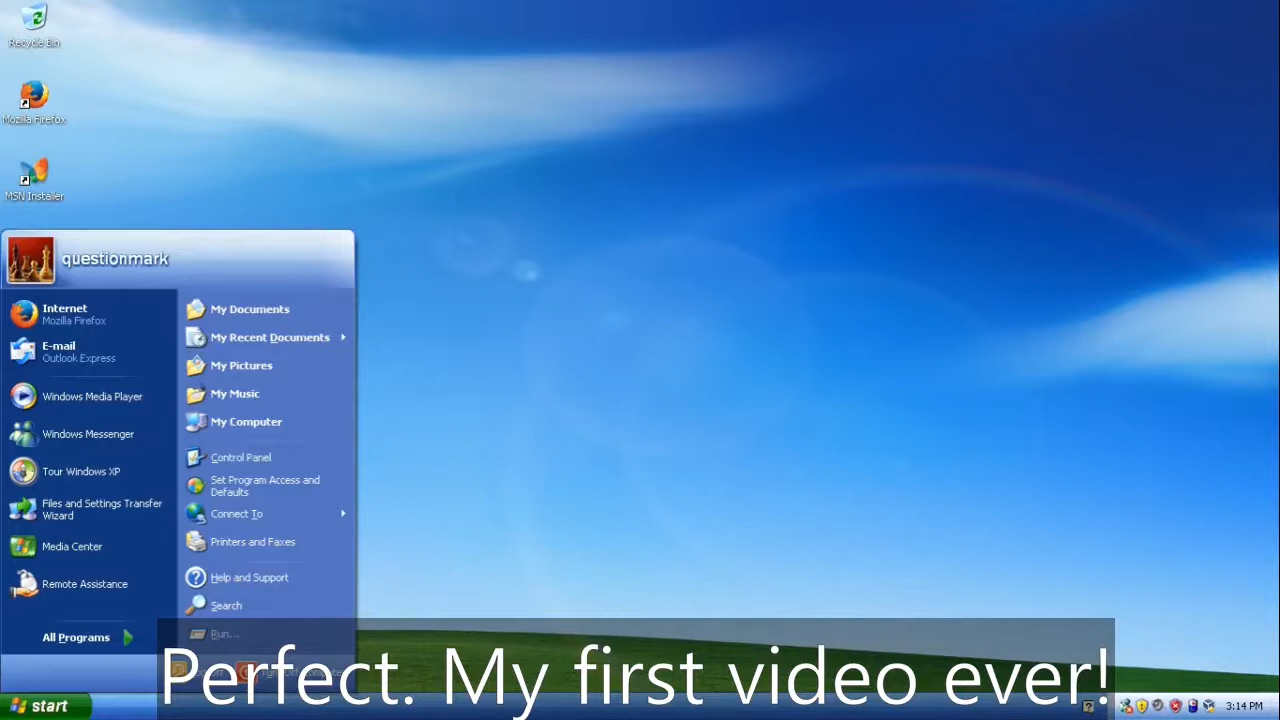 Recycle Bin
Mozilla Firefox
MSN Installer
questionmark
Internet
Mozilla Firefox
E-mail
Outlook Express
Windows Media Player
Windows Messenger
Tour Windows XP
Files and Settings Transfer
Wizard
Media Center
Remote Assistance
All Programs
My Documents
My Recent Documents
My Pictures
My Music
My Computer
Control Panel
Set Program Access and
Defaults
Connect To
Printers and Faxes
Help and Support
Search
Run...
Perfect. My first video ever!
start
3:14 PM